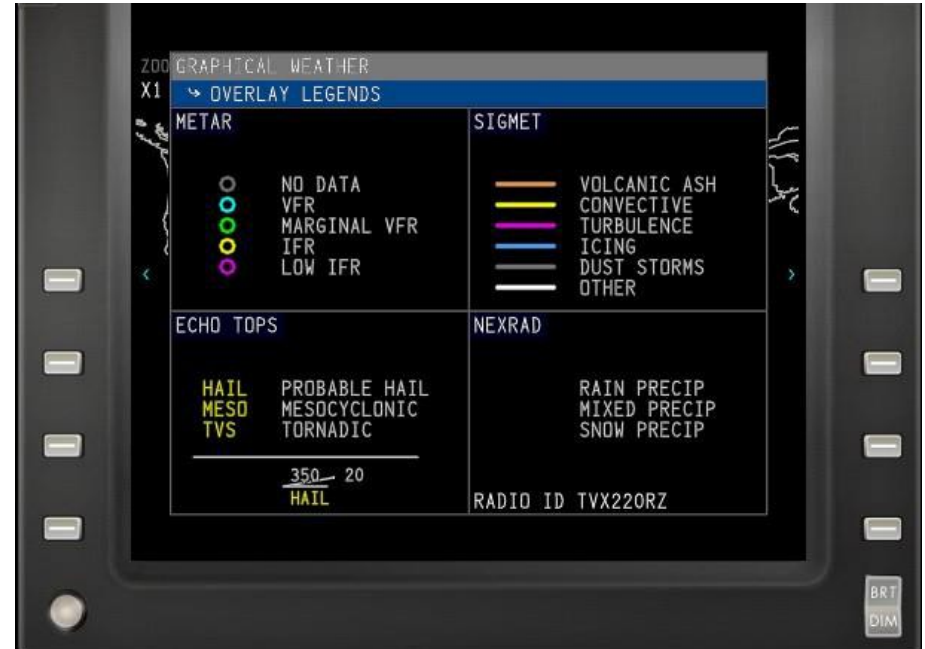 ZOO
X1
GRAPHICAL WEATHER
↳ OVERLAY LEGENDS
METAR
NO DATA
VFR
MARGINAL VFR
IFR
LOW IFR
SIGMET
VOLCANIC ASH
CONVECTIVE
TURBULENCE
ICING
DUST STORMS
OTHER
ECHO TOPS
HAIL PROBABLE HAIL
MESO MESOCYCLONIC
TVS TORNADIC
350 20
HAIL
NEXRAD
RAIN PRECIP
MIXED PRECIP
SNOW PRECIP
RADIO ID TVX220RZ
BRT
DIM